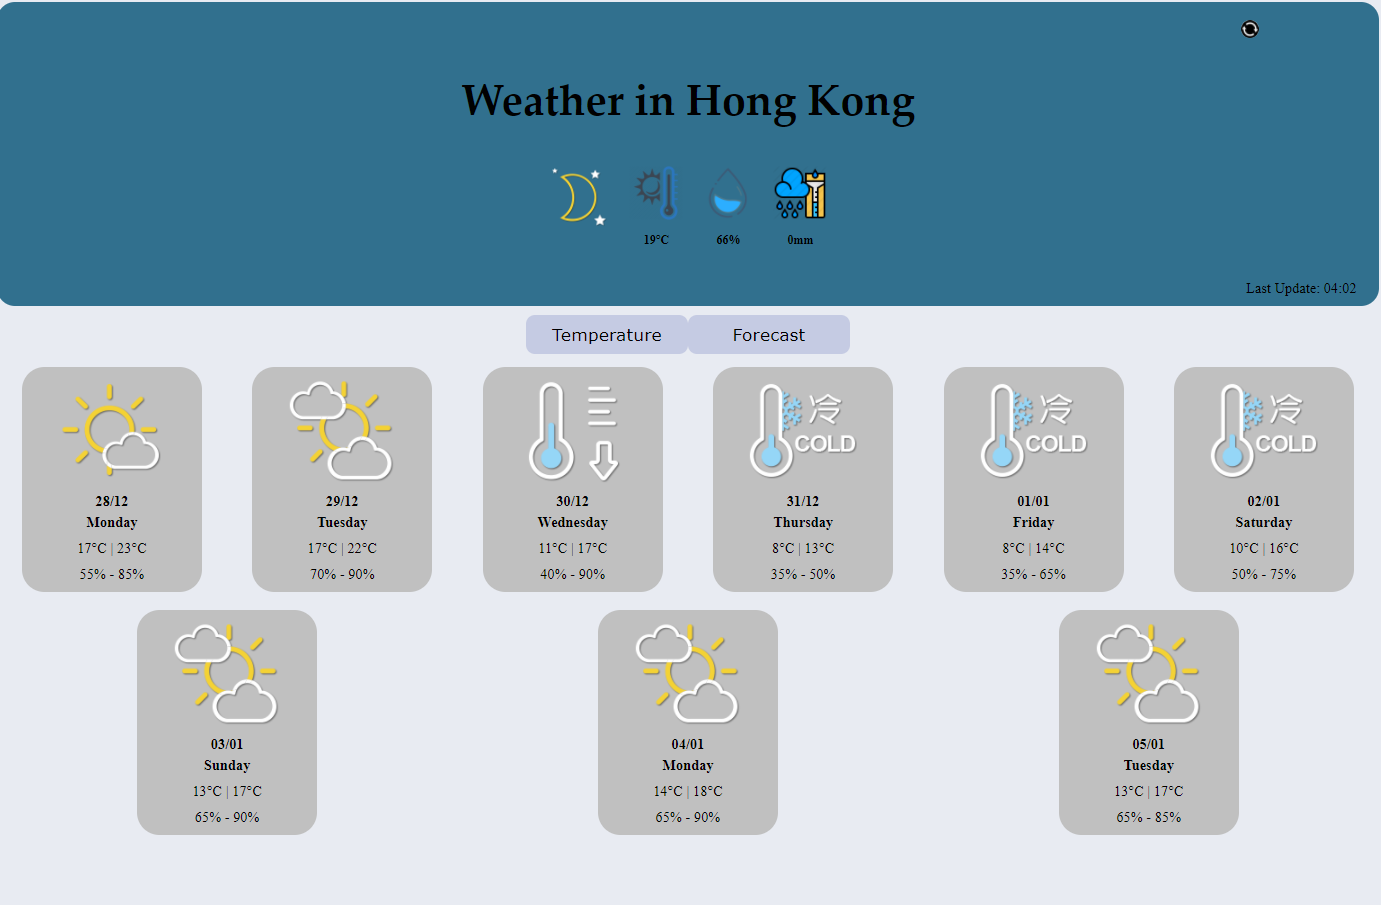 Weather in Hong Kong
19°C 66% 0mm
Last Update: 04:02
Temperature Forecast
冷
COLD
冷
COLD
冷
COLD
28/12
Monday
17°C | 23°C
55% - 85%
29/12
Tuesday
17°C | 22°C
70% - 90%
30/12
Wednesday
11°C | 17°C
40% - 90%
31/12
Thursday
8°C | 13°C
35% - 50%
01/01
Friday
8°C | 14°C
35% - 65%
02/01
Saturday
10°C | 16°C
50% - 75%
03/01
Sunday
13°C | 17°C
65% - 90%
04/01
Monday
14°C | 18°C
65% - 90%
05/01
Tuesday
13°C | 17°C
65% - 85%